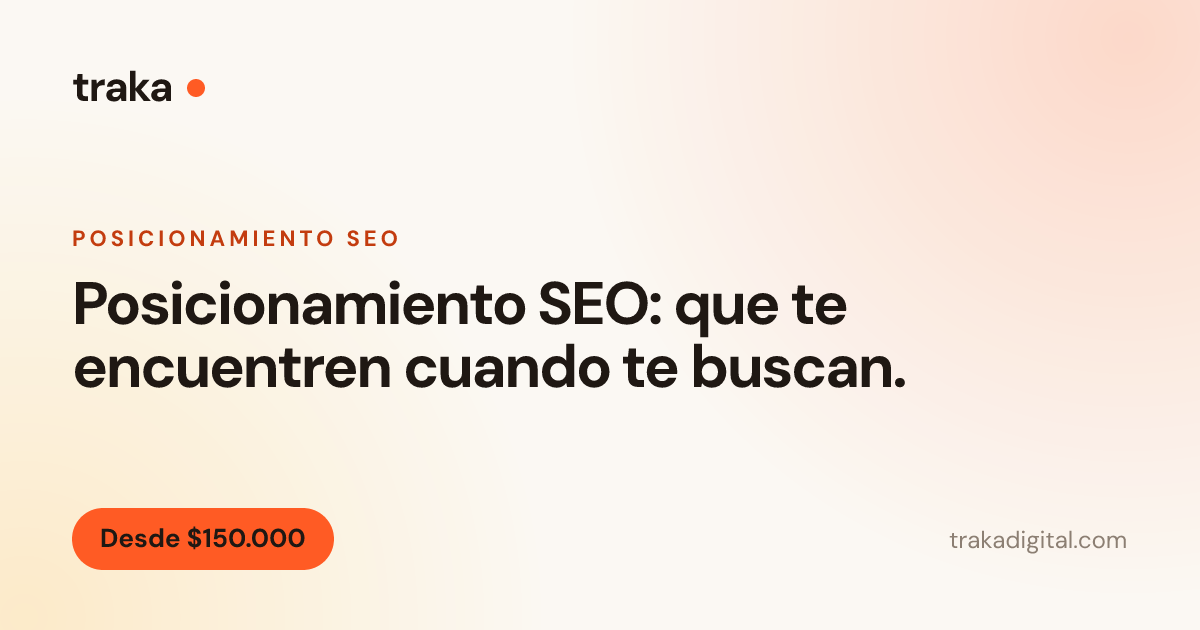 traka
POSICIONAMIENTO SEO
Posicionamiento SEO: que te
encuentren cuando te buscan.
Desde $150.000
trakadigital.com